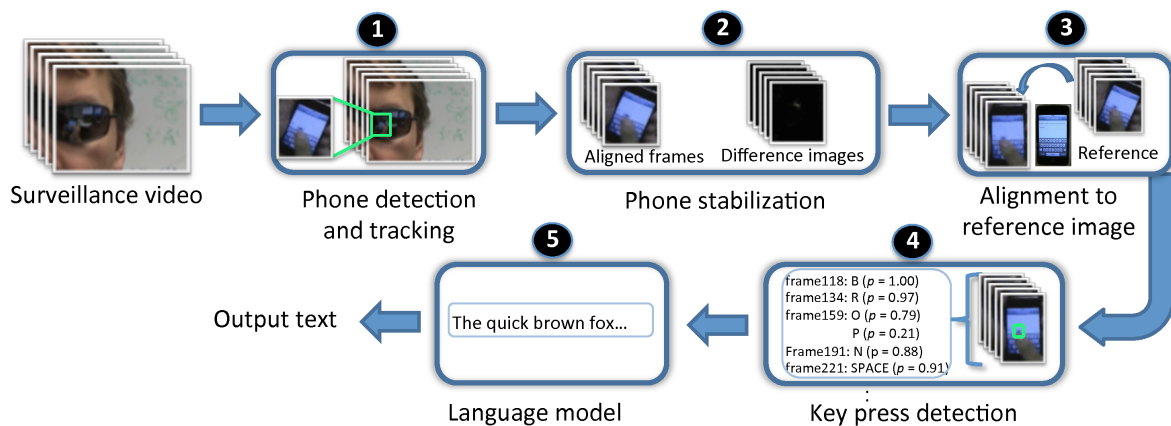 1
2
3
Aligned frames
Difference images
Reference
Surveillance video
Phone detection
and tracking
Phone stabilization
Alignment to
reference image
4
frame118: B (p = 1.00)
frame134: R (p = 0.97)
frame159: O (p = 0.79)
P (p = 0.21)
Frame191: N (p = 0.88)
frame221: SPACE (p = 0.91)
⋮
Key press detection
5
The quick brown fox...
Language model
Output text